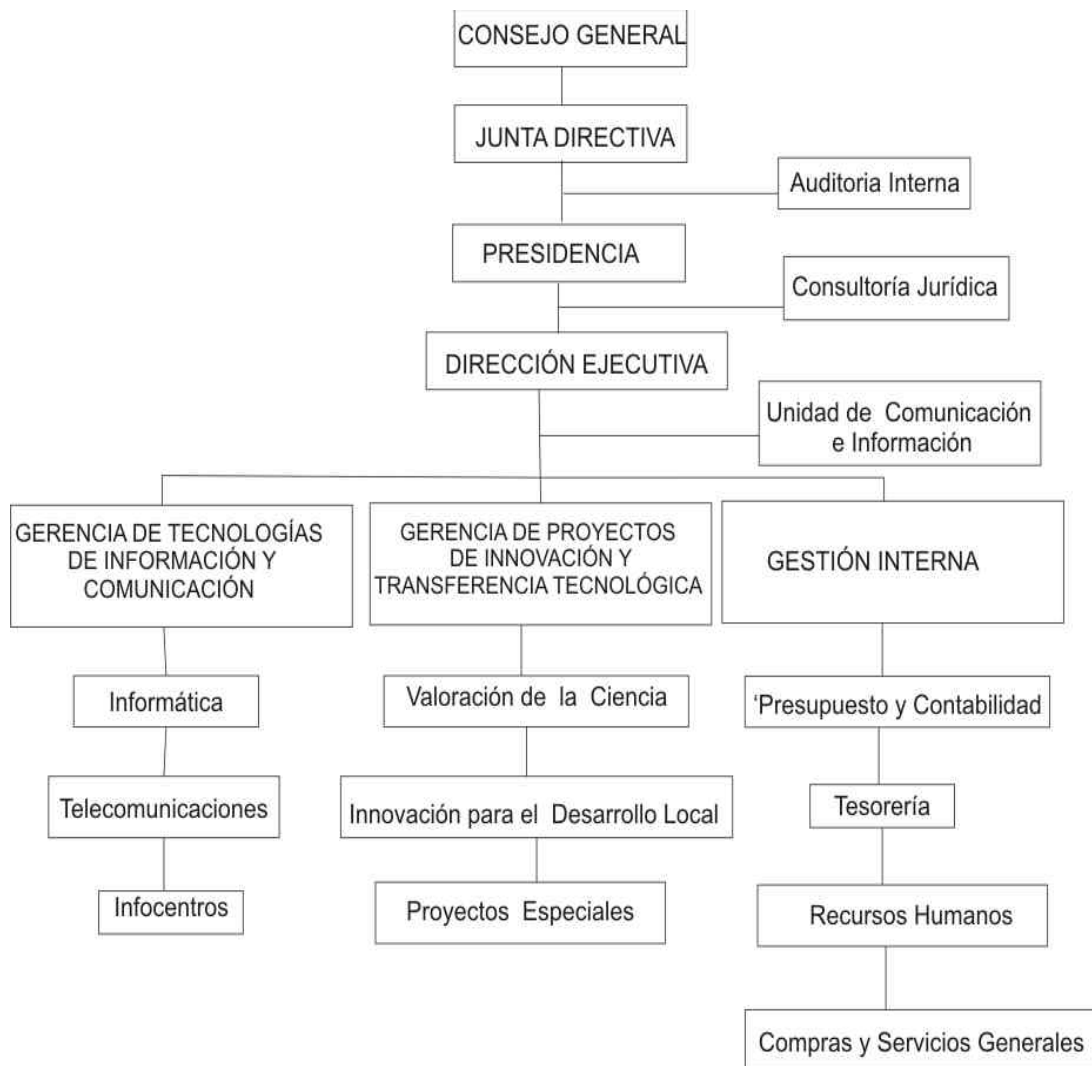 CONSEJO GENERAL
JUNTA DIRECTIVA
Auditoria Interna
PRESIDENCIA
Consultoría Jurídica
DIRECCIÓN EJECUTIVA
Unidad de Comunicación
e Información
GERENCIA DE TECNOLOGÍAS
DE INFORMACIÓN Y
COMUNICACIÓN
GERENCIA DE PROYECTOS
DE INNOVACIÓN Y
TRANSFERENCIA TECNOLÓGICA
GESTIÓN INTERNA
Informática
Valoración de la Ciencia
‘Presupuesto y Contabilidad
Telecomunicaciones
Innovación para el Desarrollo Local
Tesorería
Infocentros
Proyectos Especiales
Recursos Humanos
Compras y Servicios Generales